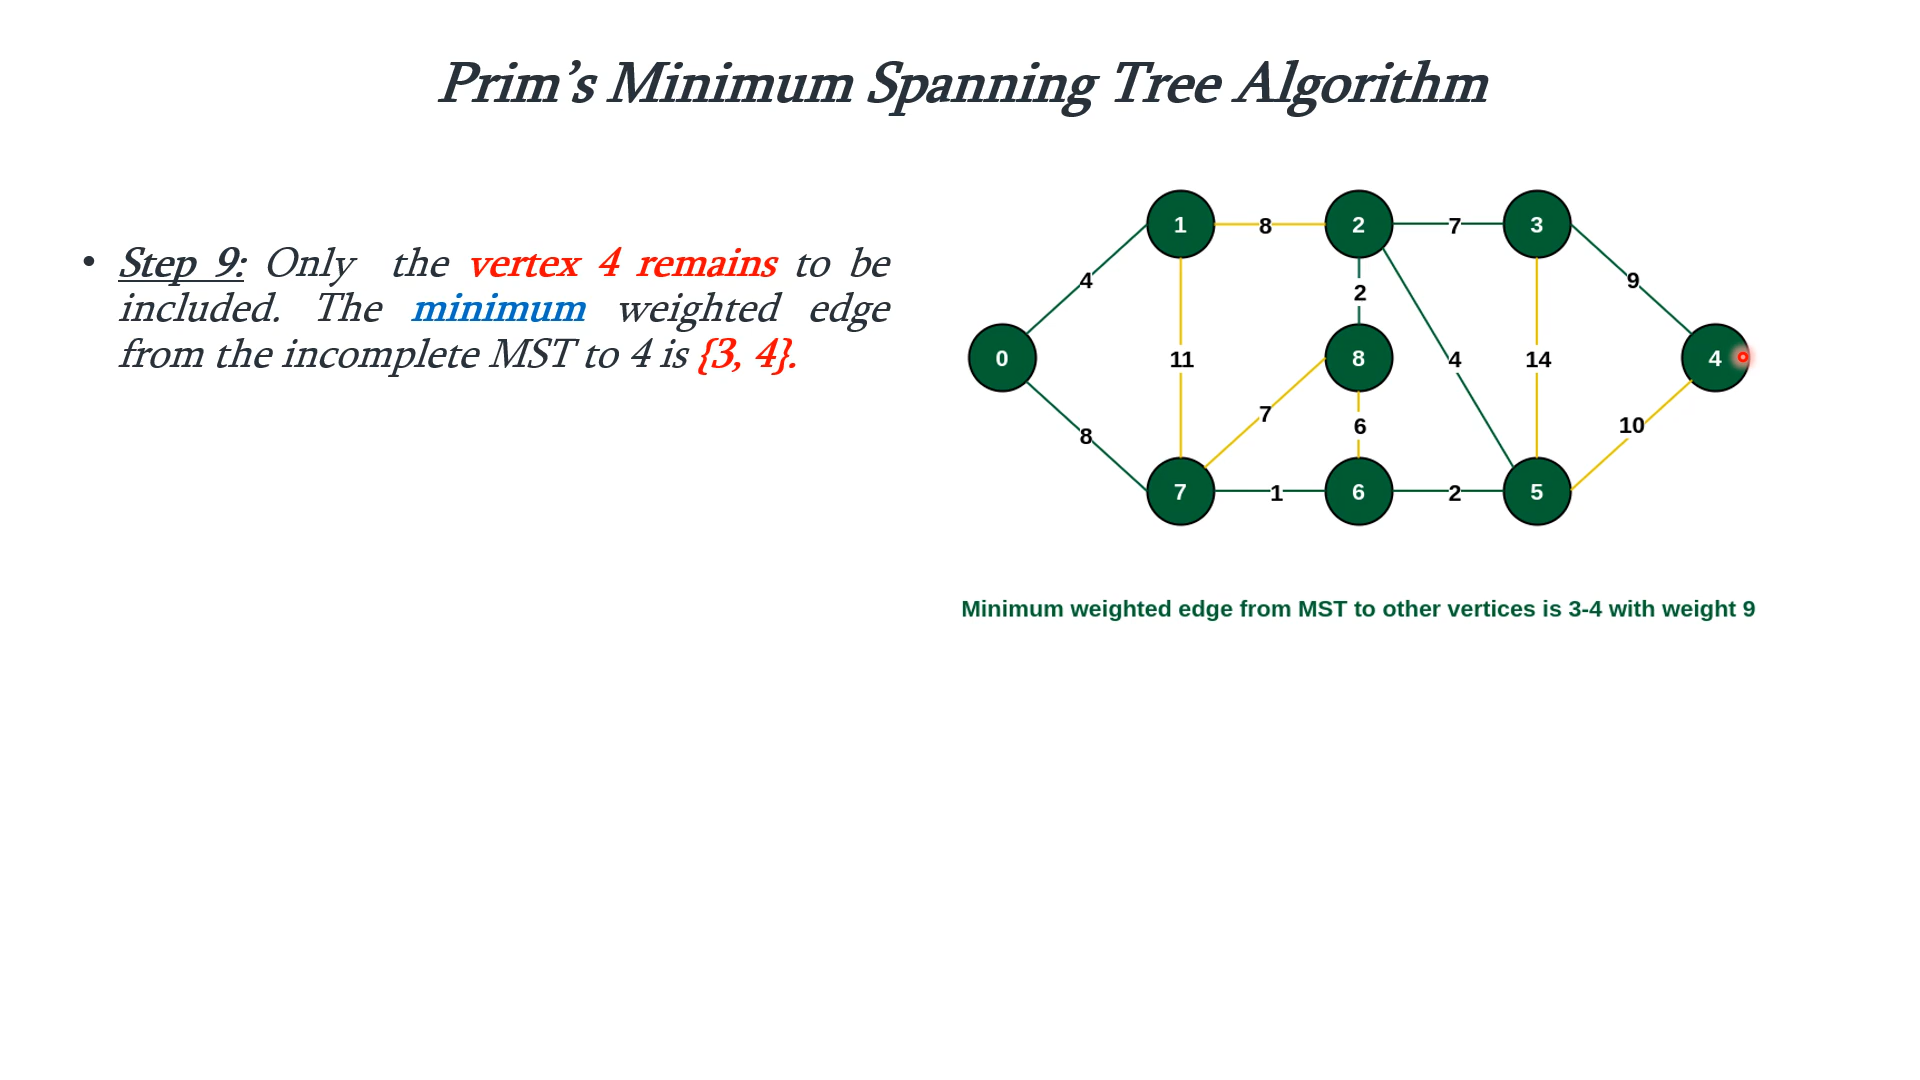 Prim’s Minimum Spanning Tree Algorithm
• Step 9: Only the vertex 4 remains to be
included. The minimum weighted edge
from the incomplete MST to 4 is {3, 4}.
1 8 2 7 3
4 2 9
0 11 8 4 14 4
8 7 6 10
7 1 6 2 5
Minimum weighted edge from MST to other vertices is 3-4 with weight 9